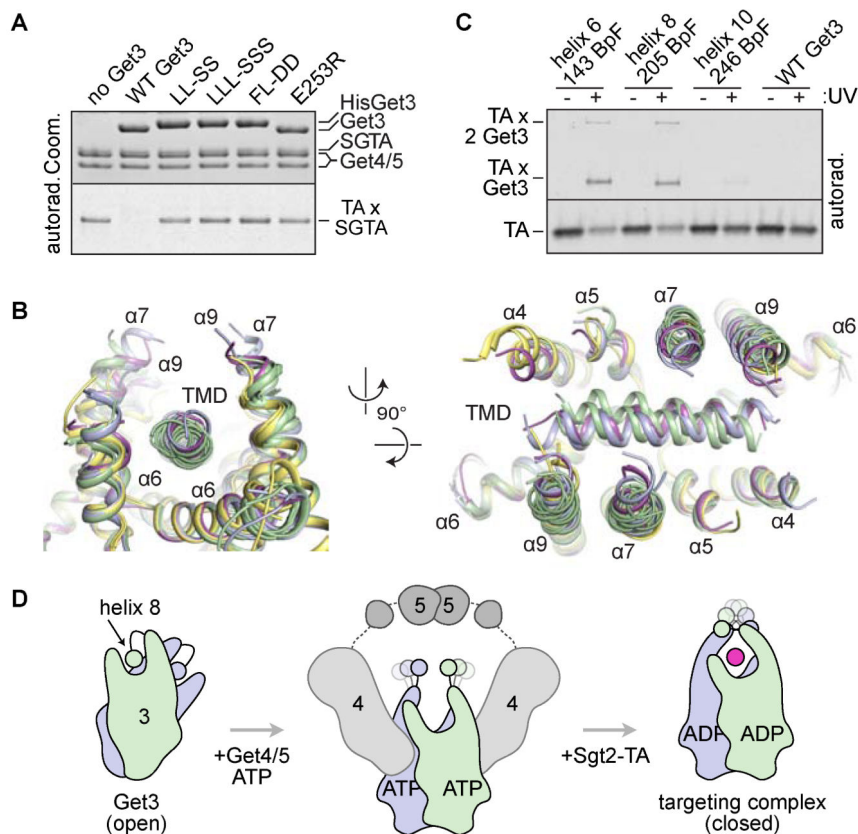 A
no Get3
WT Get3
LL-SS
LLL-SSS
FL-DD
E253R
HisGet3
Get3
SGTA
Get4/5
Coom.
autorad.
TA x
SGTA
C
helix 6
143 BpF
helix 8
205 BpF
helix 10
246 BpF
WT Get3
- + - + - + - + :UV
TA x
2 Get3
TA x
Get3
TA
autorad.
B
α7
α9
α9
α7
TMD
α6
α6
90°
α4
α5
α7
α9
α6
TMD
α6
α9
α7
α5
α4
D
helix 8
3
Get3
(open)
+Get4/5
ATP
5 5
4
4
ATP
ATP
+Sgt2-TA
ADP
ADP
targeting complex
(closed)